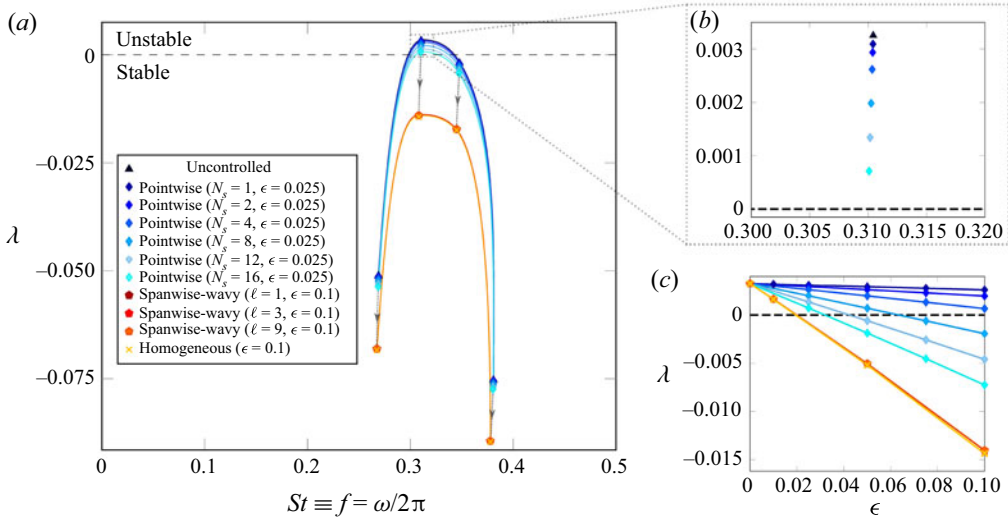 (a)
Unstable
0
Stable
−0.025
−0.050
−0.075
λ
Uncontrolled
Pointwise (N_s = 1, ϵ = 0.025)
Pointwise (N_s = 2, ϵ = 0.025)
Pointwise (N_s = 4, ϵ = 0.025)
Pointwise (N_s = 8, ϵ = 0.025)
Pointwise (N_s = 12, ϵ = 0.025)
Pointwise (N_s = 16, ϵ = 0.025)
Spanwise-wavy (ℓ = 1, ϵ = 0.1)
Spanwise-wavy (ℓ = 3, ϵ = 0.1)
Spanwise-wavy (ℓ = 9, ϵ = 0.1)
Homogeneous (ϵ = 0.1)
0 0.1 0.2 0.3 0.4 0.5
St ≡ f = ω/2π
(b)
0.003
0.002
0.001
0
0.300 0.305 0.310 0.315 0.320
(c)
0
−0.005
−0.010
−0.015
λ
0 0.02 0.04 0.06 0.08 0.10
ϵ